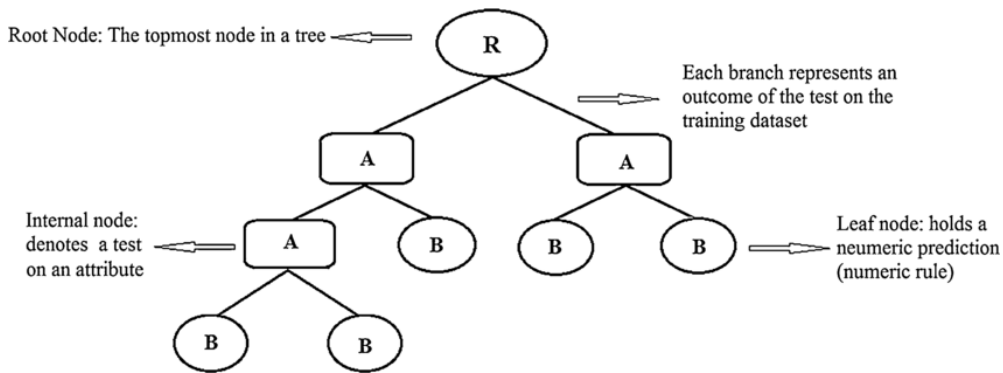 Root Node: The topmost node in a tree
R
Each branch represents an
outcome of the test on the
training dataset
A
A
Internal node:
denotes a test
on an attribute
A
B
B
B
Leaf node: holds a
neumeric prediction
(numeric rule)
B
B